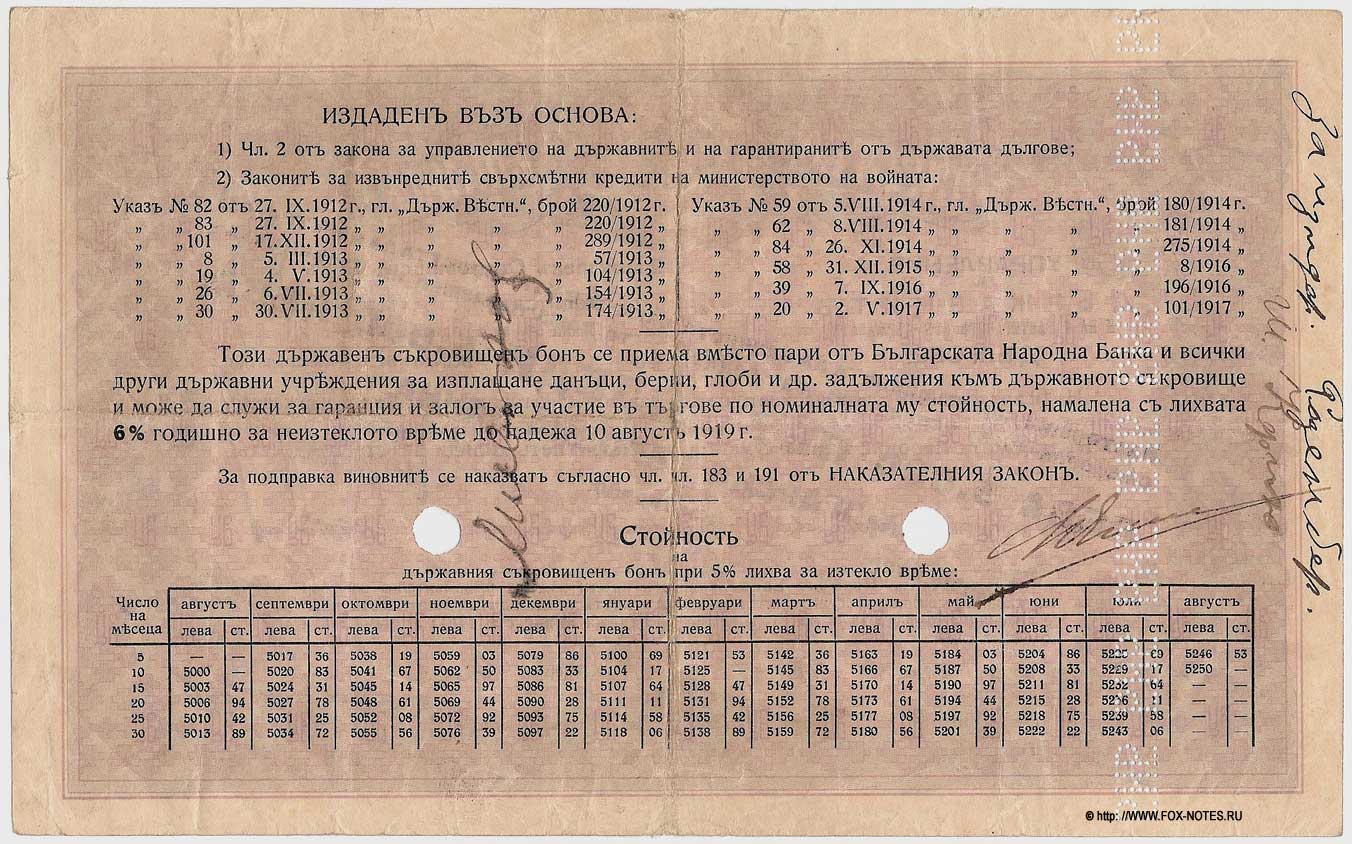 ИЗДАДЕНЪ ВЪЗЪ ОСНОВА:
1) Чл. 2 отъ закона за управлението на държавнитѣ и на гарантиранитѣ отъ държавата дългове;
2) Законитѣ за извънреднитѣ свърхсмѣтни кредити на министерството на войната:
Указъ № 82 отъ 27. IX. 1912 г., гл. „Държ. Вѣстн.“, брой 220/1912 г.
„ „ 83 „ 27. IX. 1912 „ „ „ „ 220/1912 „
„ „ 101 „ 17. XII. 1912 „ „ „ „ 289/1912 „
„ „ 8 „ 5. III. 1913 „ „ „ „ 57/1913 „
„ „ 19 „ 4. V. 1913 „ „ „ „ 104/1913 „
„ „ 26 „ 6. VII. 1913 „ „ „ „ 154/1913 „
„ „ 30 „ 30. VII. 1913 „ „ „ „ 174/1913 „
Указъ № 59 отъ 5. VIII. 1914 г., гл. „Държ. Вѣстн.“, брой 180/1914 г.
„ „ 62 „ 8. VIII. 1914 „ „ „ „ 181/1914 „
„ „ 84 „ 26. XI. 1914 „ „ „ „ 275/1914 „
„ „ 58 „ 31. XII. 1915 „ „ „ „ 8/1916 „
„ „ 39 „ 7. IX. 1916 „ „ „ „ 196/1916 „
„ „ 20 „ 2. V. 1917 „ „ „ „ 101/1917 „
Този държавенъ съкровищенъ бонъ се приема вмѣсто пари отъ Българската Народна Банка и всички
други държавни учрѣждения за изплащане данъци, берии, глоби и др. задължения къмъ държавното съкровище
и може да служи за гаранция и залогъ за участие въ търгове по номиналната му стойность, намалена съ лихвата
6% годишно за неизтеклото врѣме до падежа 10 августъ 1919 г.
За подправка виновнитѣ се наказватъ съгласно чл. чл. 183 и 191 отъ НАКАЗАТЕЛНИЯ ЗАКОНЪ.
Стойность
на
държавния съкровищенъ бонъ при 5% лихва за изтекло врѣме:
Число на мѣсеца августъ септември октомври ноември декември януари февруари мартъ априлъ май юни юли августъ
лева ст. лева ст. лева ст. лева ст. лева ст. лева ст. лева ст. лева ст. лева ст. лева ст. лева ст. лева ст. лева ст.
5 — — 5017 36 5038 19 5059 03 5079 86 5100 69 5121 53 5142 36 5163 19 5184 03 5204 86 5225 69 5246 53
10 5000 — 5020 83 5041 67 5062 50 5083 33 5104 17 5125 — 5145 83 5166 67 5187 50 5208 33 5229 17 5250 —
15 5003 47 5024 31 5045 14 5065 97 5086 81 5107 64 5128 47 5149 31 5170 14 5190 97 5211 81 5232 64 — —
20 5006 94 5027 78 5048 61 5069 44 5090 28 5111 11 5131 94 5152 78 5173 61 5194 44 5215 28 5236 11 — —
25 5010 42 5031 25 5052 08 5072 92 5093 75 5114 58 5135 42 5156 25 5177 08 5197 92 5218 75 5239 58 — —
30 5013 89 5034 72 5055 56 5076 39 5097 22 5118 06 5138 89 5159 72 5180 56 5201 39 5222 22 5243 06 — —
© http: //WWW.FOX-NOTES.RU